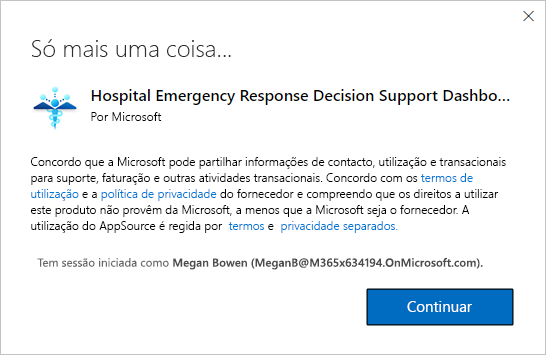 Só mais uma coisa...
Hospital Emergency Response Decision Support Dashbo...
Por Microsoft
Concordo que a Microsoft pode partilhar informações de contacto, utilização e transacionais
para suporte, faturação e outras atividades transacionais. Concordo com os termos de
utilização e a política de privacidade do fornecedor e compreendo que os direitos a utilizar
este produto não provêm da Microsoft, a menos que a Microsoft seja o fornecedor. A
utilização do AppSource é regida por termos e privacidade separados.
Tem sessão iniciada como Megan Bowen (MeganB@M365x634194.OnMicrosoft.com).
Continuar